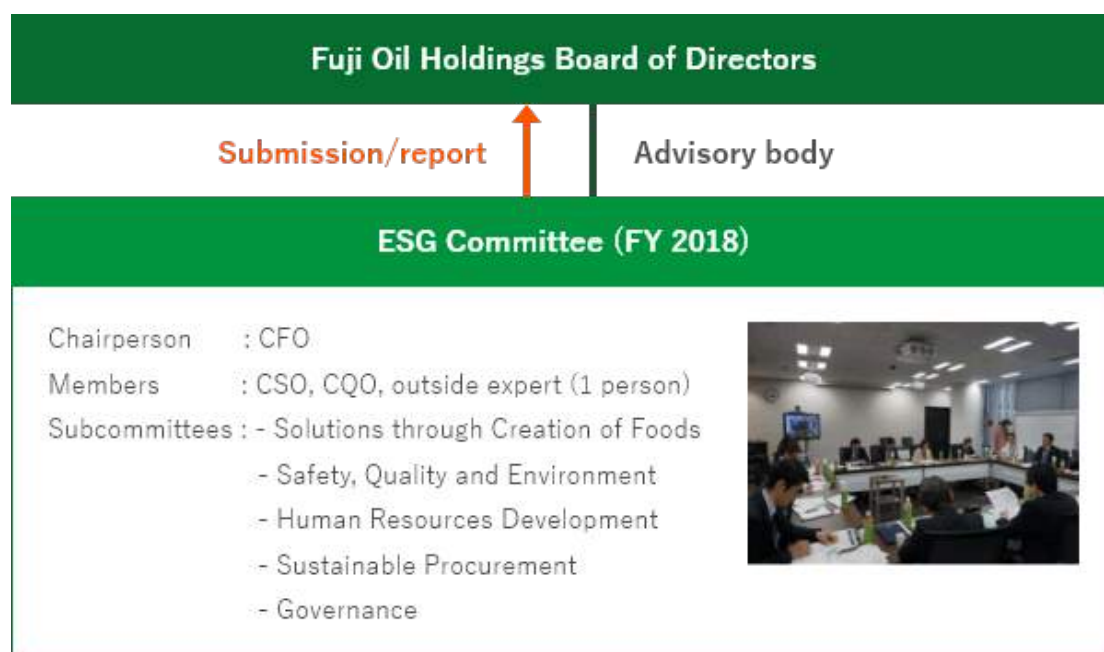 Fuji Oil Holdings Board of Directors
Submission/report
Advisory body
ESG Committee (FY 2018)
Chairperson : CFO
Members : CSO, CQO, outside expert (1 person)
Subcommittees : - Solutions through Creation of Foods
- Safety, Quality and Environment
- Human Resources Development
- Sustainable Procurement
- Governance